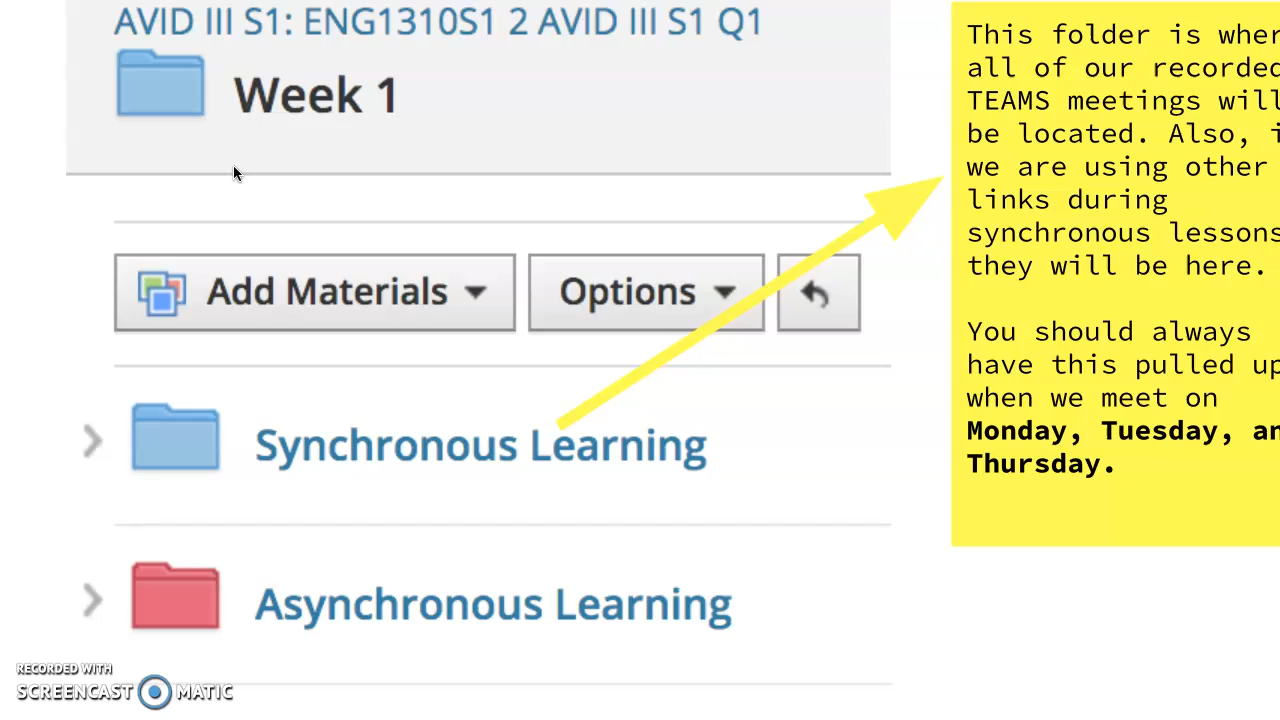 AVID III S1: ENG1310S1 2 AVID III S1 Q1
Week 1
Add Materials
Options
Synchronous Learning
Asynchronous Learning
This folder is wher
all of our recorded
TEAMS meetings will
be located. Also, i
we are using other
links during
synchronous lessons
they will be here.
You should always
have this pulled up
when we meet on
Monday, Tuesday, an
Thursday.
RECORDED WITH
SCREENCAST MATIC